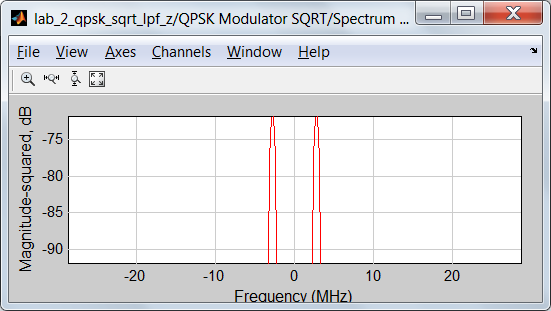 lab_2_qpsk_sqrt_lpf_z/QPSK Modulator SQRT/Spectrum ...
File View Axes Channels Window Help
Magnitude-squared, dB
-75
-80
-85
-90
-20 -10 0 10 20
Frequency (MHz)